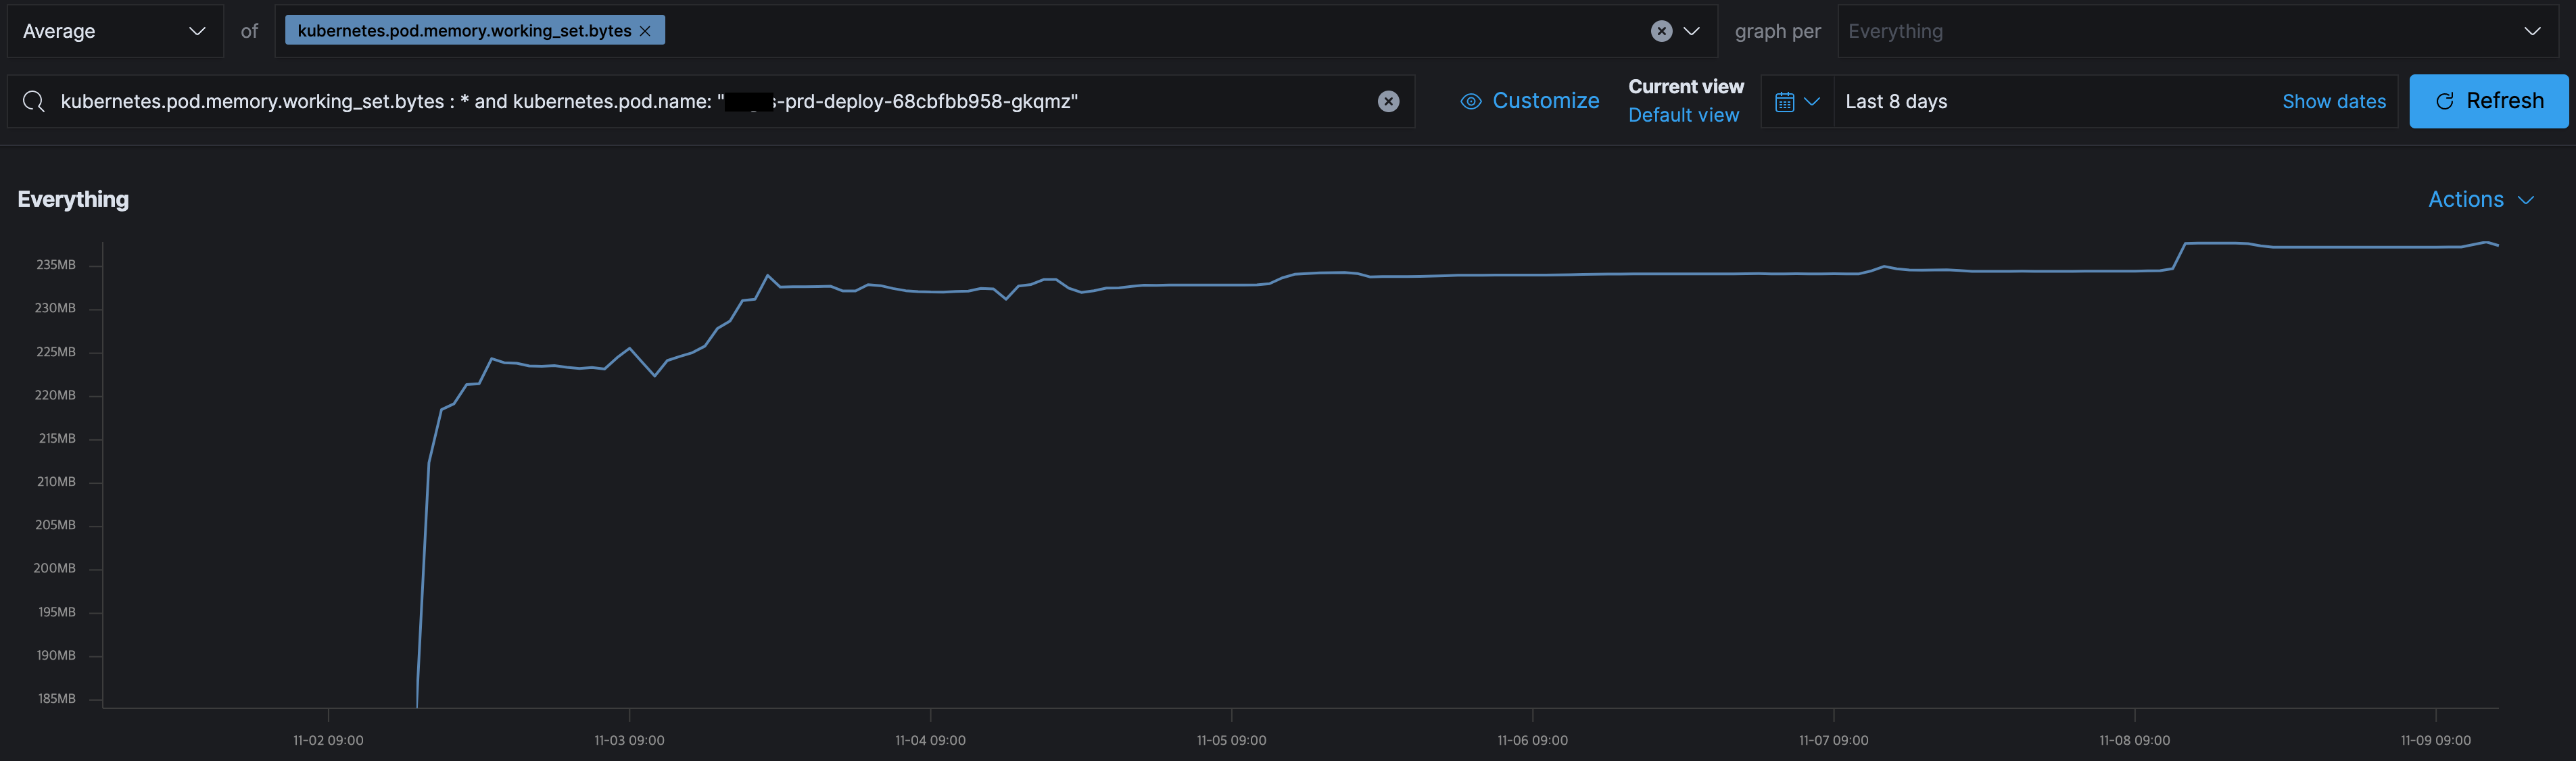 Average of kubernetes.pod.memory.working_set.bytes graph per Everything
kubernetes.pod.memory.working_set.bytes : * and kubernetes.pod.name: "s-prd-deploy-68cbfbb958-gkqmz"
Customize
Current view
Default view
Last 8 days
Show dates
Refresh
Everything
Actions
235MB
230MB
225MB
220MB
215MB
210MB
205MB
200MB
195MB
190MB
185MB
11-02 09:00 11-03 09:00 11-04 09:00 11-05 09:00 11-06 09:00 11-07 09:00 11-08 09:00 11-09 09:00